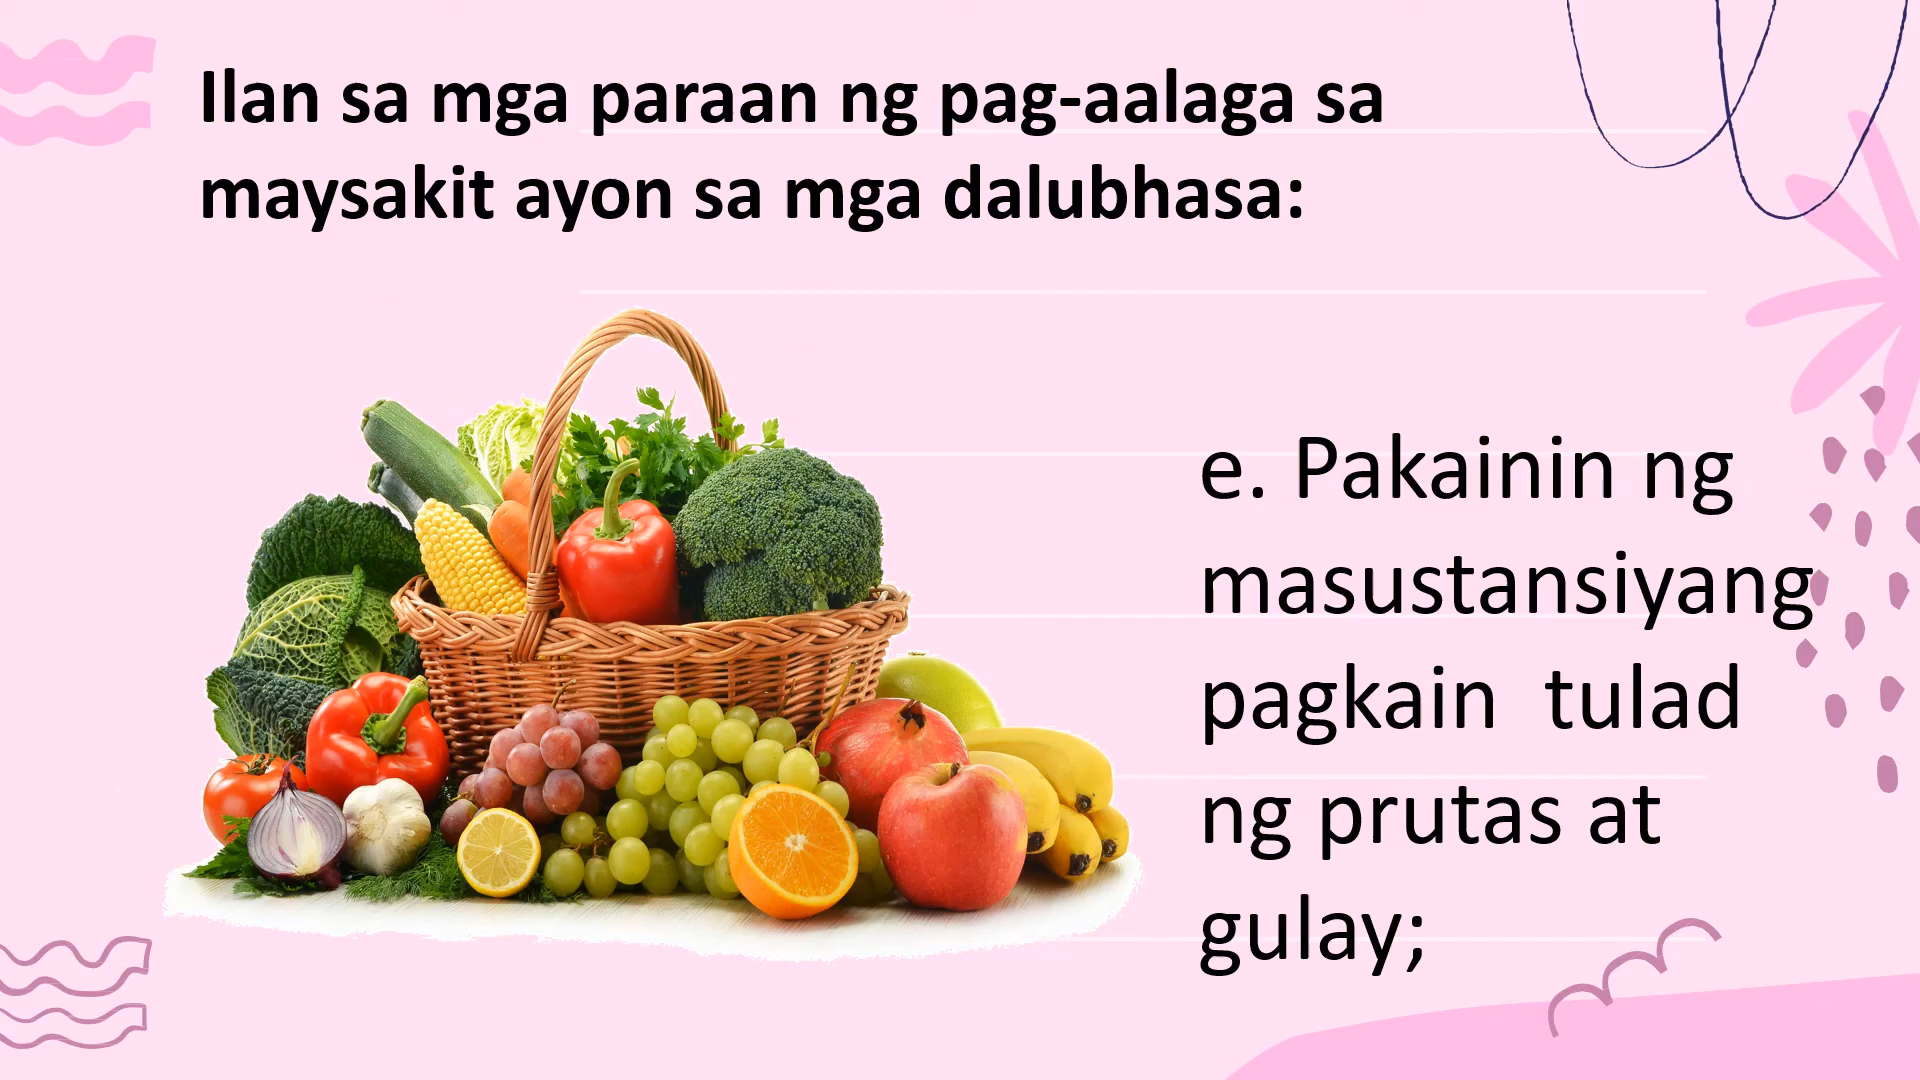 Ilan sa mga paraan ng pag-aalaga sa
maysakit ayon sa mga dalubhasa:
e. Pakainin ng
masustansiyang
pagkain  tulad
ng prutas at
gulay;